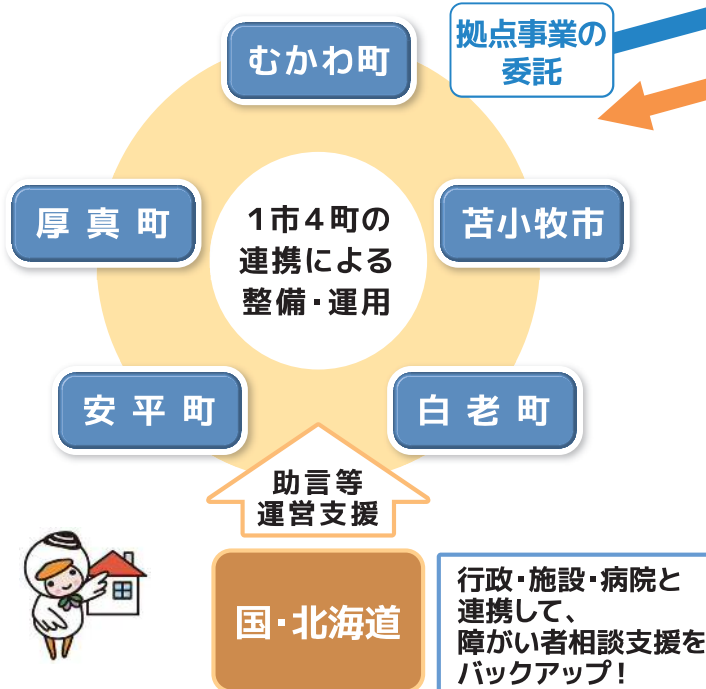 むかわ町
拠点事業の
委託
厚真町
1市4町の
連携による
整備・運用
苫小牧市
安平町
白老町
助言等
運営支援
国・北海道
行政・施設・病院と
連携して、
障がい者相談支援を
バックアップ！